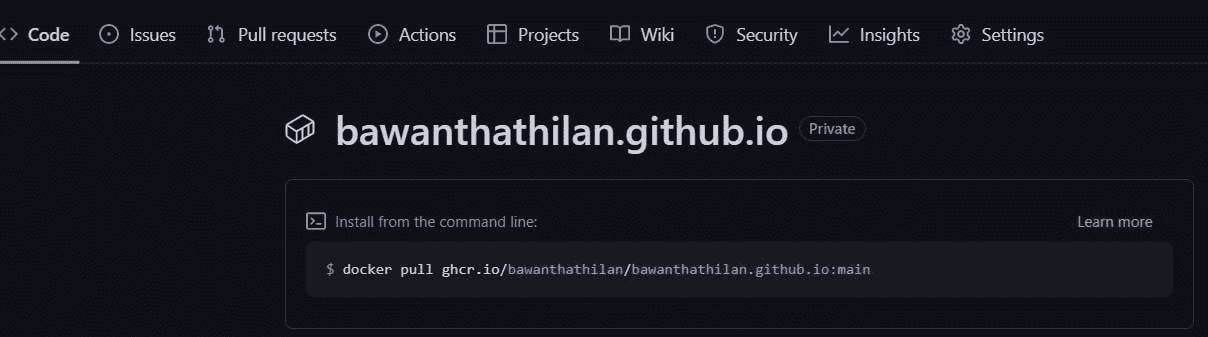 Code Issues Pull requests Actions Projects Wiki Security Insights Settings
bawanthathilan.github.io Private
Install from the command line: Learn more
$ docker pull ghcr.io/bawanthathilan/bawanthathilan.github.io:main